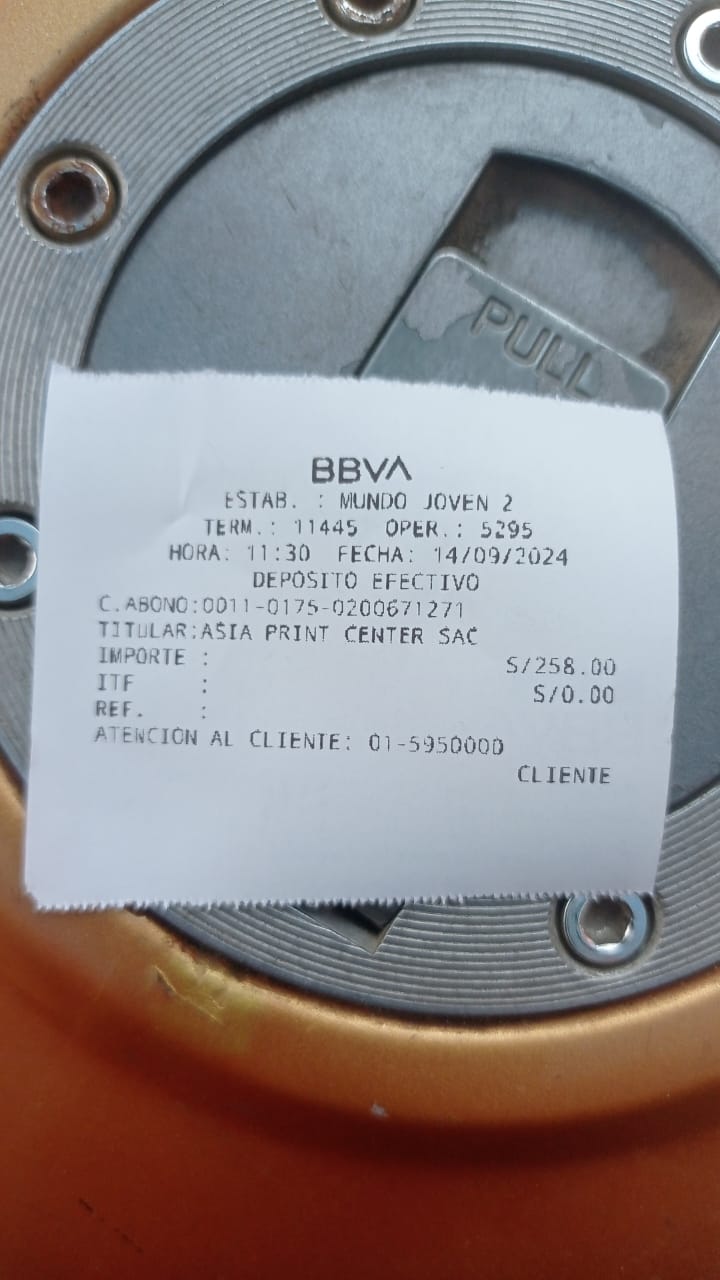 PULL
BBVA
ESTAB. : MUNDO JOVEN 2
TERM.: 11445 OPER.: 5295
HORA: 11:30 FECHA: 14/09/2024
DEPOSITO EFECTIVO
C.ABONO:0011-0175-0200671271
TITULAR:ASIA PRINT CENTER SAC
IMPORTE : S/258.00
ITF : S/0.00
REF. :
ATENCION AL CLIENTE: 01-5950000
CLIENTE